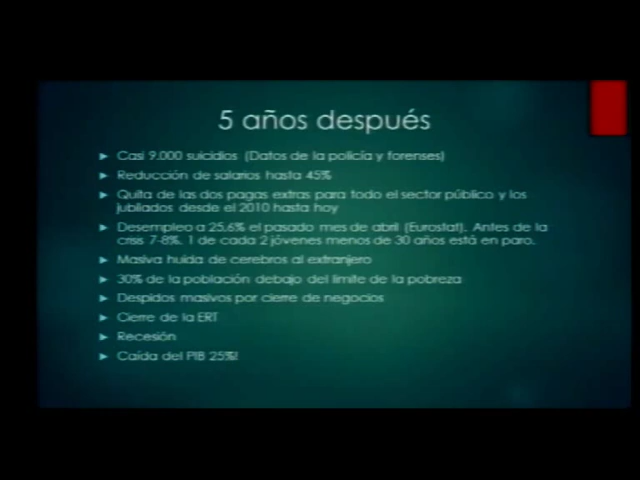 5 años después
Casi 9.000 suicidios (Datos de la policía y forenses)
Reducción de salarios hasta 45%
Quita de las dos pagas extras para todo el sector público y los
jubilados desde el 2010 hasta hoy
Desempleo a 25,6% el pasado mes de abril (Eurostat). Antes de la
crisis 7-8%. 1 de cada 2 jóvenes menos de 30 años está en paro.
Masiva huida de cerebros al extranjero
30% de la población debajo del limite de la pobreza
Despidos masivos por cierre de negocios
Cierre de la ERT
Recesión
Caída del PIB 25%!